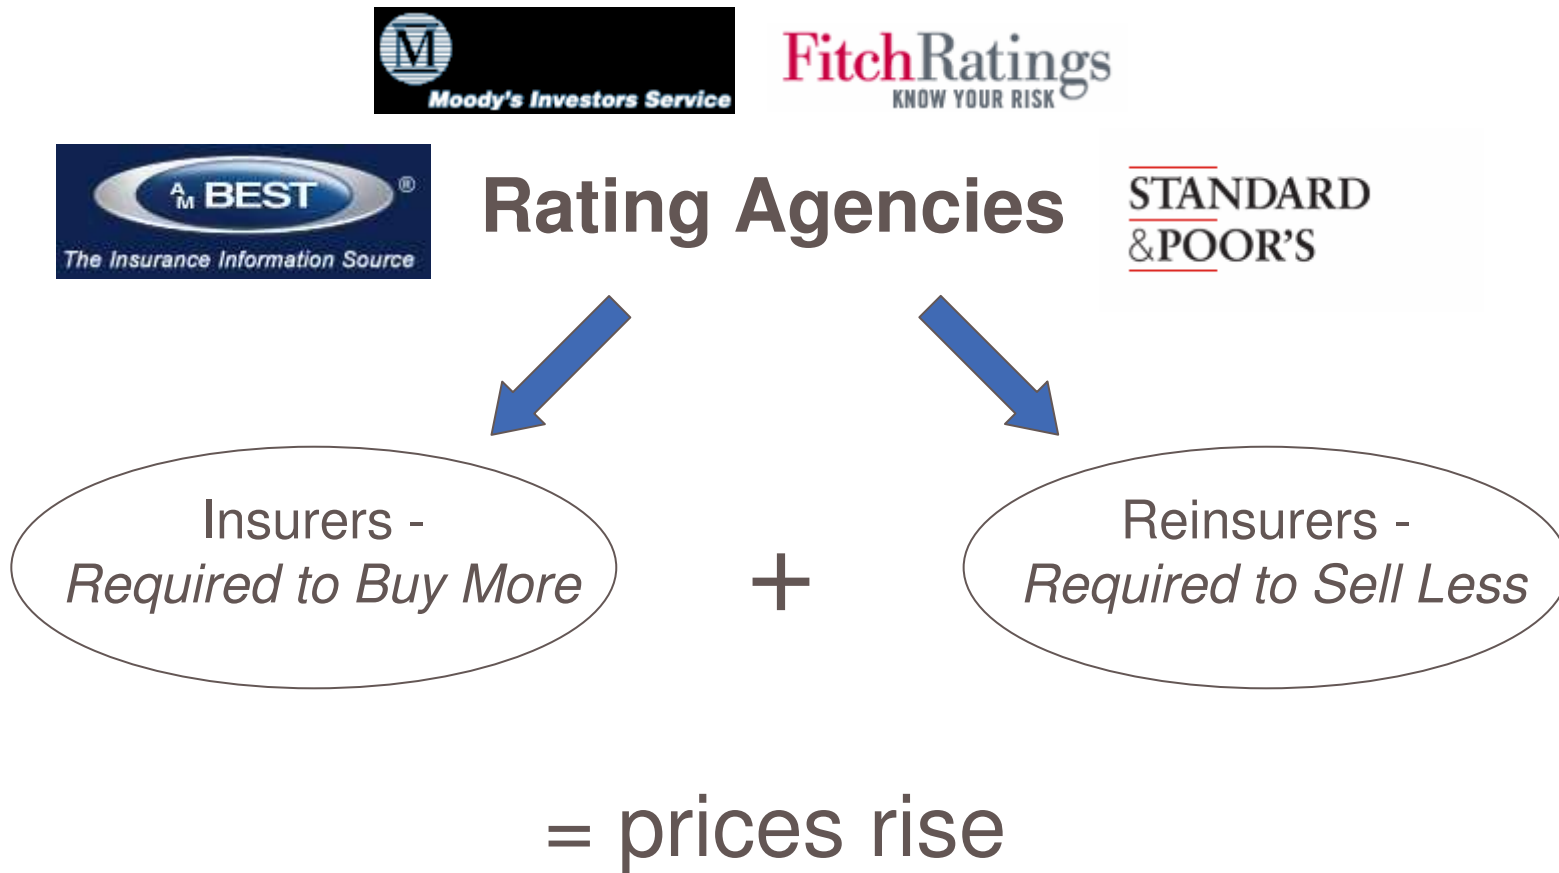 M
Moody's Investors Service
FitchRatings
KNOW YOUR RISK
AM BEST ®
The Insurance Information Source
Rating Agencies
STANDARD
&POOR'S
Insurers -
Required to Buy More
+
Reinsurers -
Required to Sell Less
= prices rise